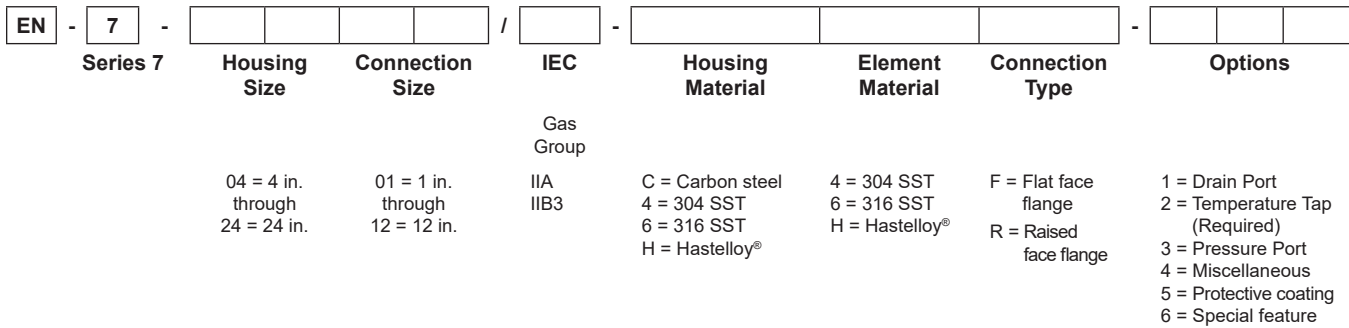 EN - 7 - / -  -
Series 7 Housing Size Connection Size IEC Housing Material Element Material Connection Type Options
Gas Group
04 = 4 in. through 24 = 24 in.
01 = 1 in. through 12 = 12 in.
IIA
IIB3
C = Carbon steel
4 = 304 SST
6 = 316 SST
H = Hastelloy®
4 = 304 SST
6 = 316 SST
H = Hastelloy®
F = Flat face
flange
R = Raised
face flange
1 = Drain Port
2 = Temperature Tap
(Required)
3 = Pressure Port
4 = Miscellaneous
5 = Protective coating
6 = Special feature